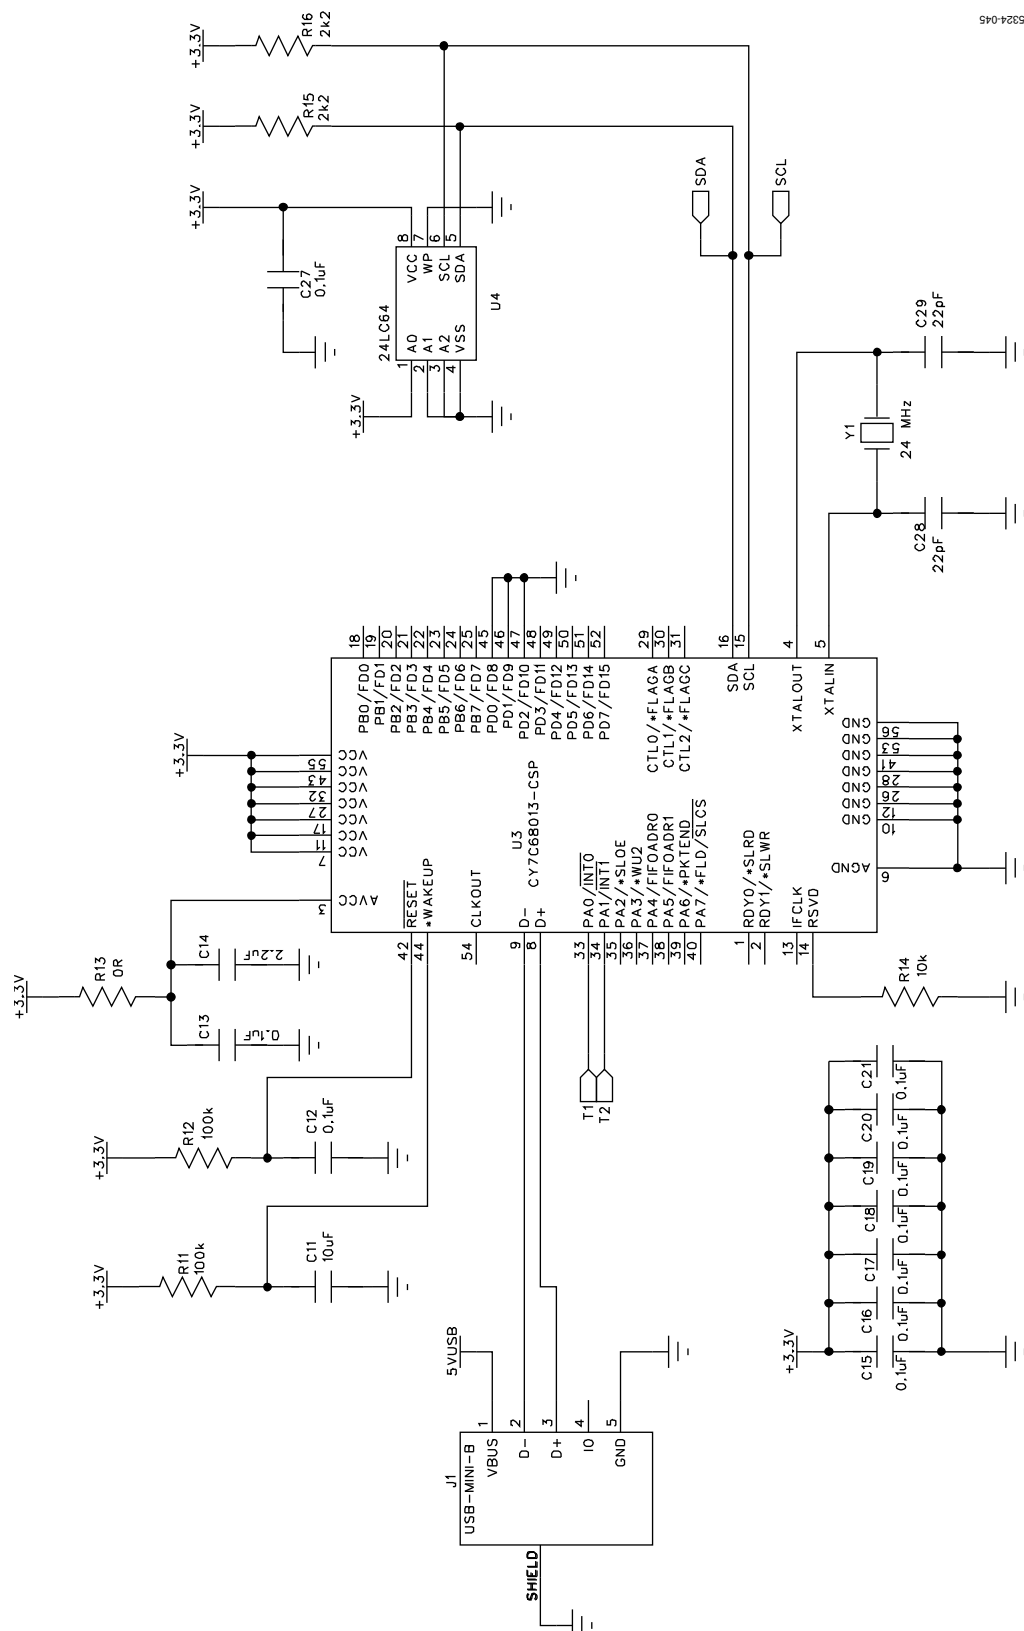 5324-045
+3.3V
R16
2k2
+3.3V
R15
2k2
+3.3V
C27
0.1uF
24LC64
U4
VCC 8
WP 7
SCL 6
SDA 5
1 A0
2 A1
3 A2
4 VSS
+3.3V
SDA
SCL
C29
22pF
Y1
24 MHz
C28
22pF
+3.3V
VCC 55
VCC 43
VCC 32
VCC 27
VCC 17
VCC 11
VCC 7
AVCC 3
PB0/FD0 18
PB1/FD1 19
PB2/FD2 20
PB3/FD3 21
PB4/FD4 22
PB5/FD5 23
PB6/FD6 24
PB7/FD7 25
PD0/FD8 45
PD1/FD9 46
PD2/FD10 47
PD3/FD11 48
PD4/FD12 49
PD5/FD13 50
PD6/FD14 51
PD7/FD15 52
CTL0/*FLAGA 29
CTL1/*FLAGB 30
CTL2/*FLAGC 31
SDA 16
SCL 15
XTALOUT 4
XTALIN 5
GND 56
GND 53
GND 41
GND 28
GND 26
GND 12
GND 10
AGND 6
U3
CY7C68013-CSP
42 RESET
44 *WAKEUP
54 CLKOUT
9 D-
8 D+
33 PA0/INT0
34 PA1/INT1
35 PA2/*SLOE
36 PA3/*WU2
37 PA4/FIFOADR0
38 PA5/FIFOADR1
39 PA6/*PKTEND
40 PA7/*FLD/SLCS
1 RDY0/*SLRD
2 RDY1/*SLWR
13 IFCLK
14 RSVD
+3.3V
R13
0R
C14
2.2uF
C13
0.1uF
+3.3V
R12
100k
C12
0.1uF
+3.3V
R11
100k
C11
10uF
T1
T2
R14
10k
+3.3V
C21
0.1uF
C20
0.1uF
C19
0.1uF
C18
0.1uF
C17
0.1uF
C16
0.1uF
C15
0.1uF
5VUSB
J1
USB-MINI-B
VBUS 1
D- 2
D+ 3
IO 4
GND 5
SHIELD